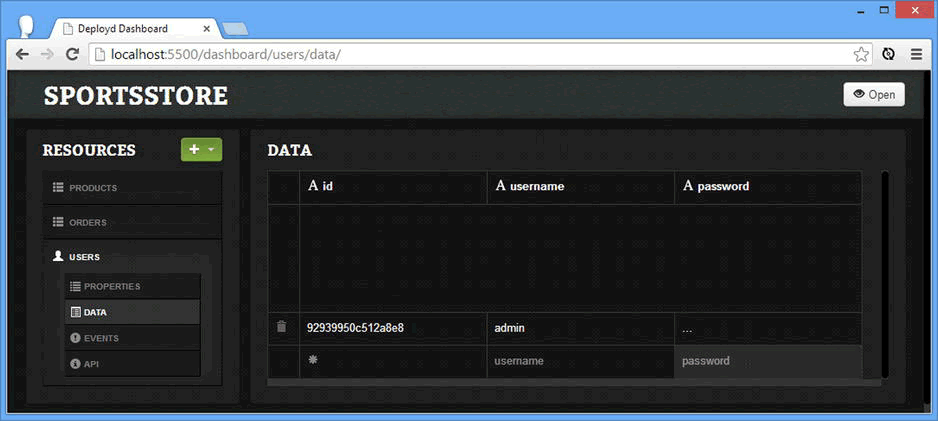 Deployd Dashboard
localhost:5500/dashboard/users/data/
SPORTSSTORE
Open
RESOURCES
PRODUCTS
ORDERS
USERS
PROPERTIES
DATA
EVENTS
API
DATA
A id A username A password
92939950c512a8e8 admin ...
username password